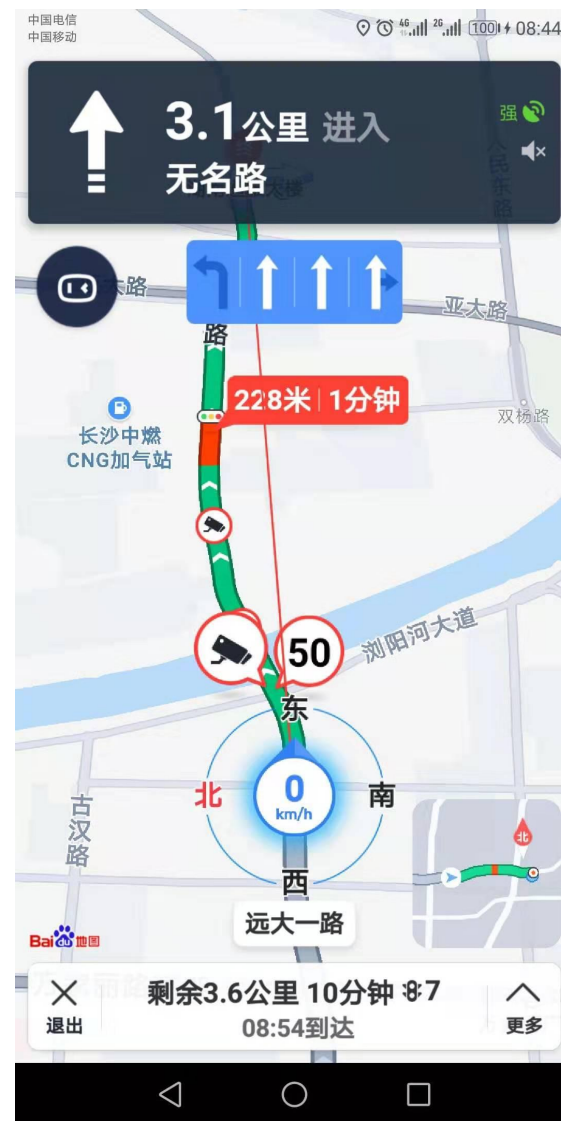 中国电信
中国移动
4G
2G
100
08:44
3.1公里 进入
无名路
强
人民东路
大路
路
亚大路
228米 1分钟
双杨路
长沙中燃
CNG加气站
50
浏阳河大道
东
北
0
km/h
南
西
古汉路
北
远大一路
Bai du 地图
剩余3.6公里 10分钟
08:54到达
退出
更多